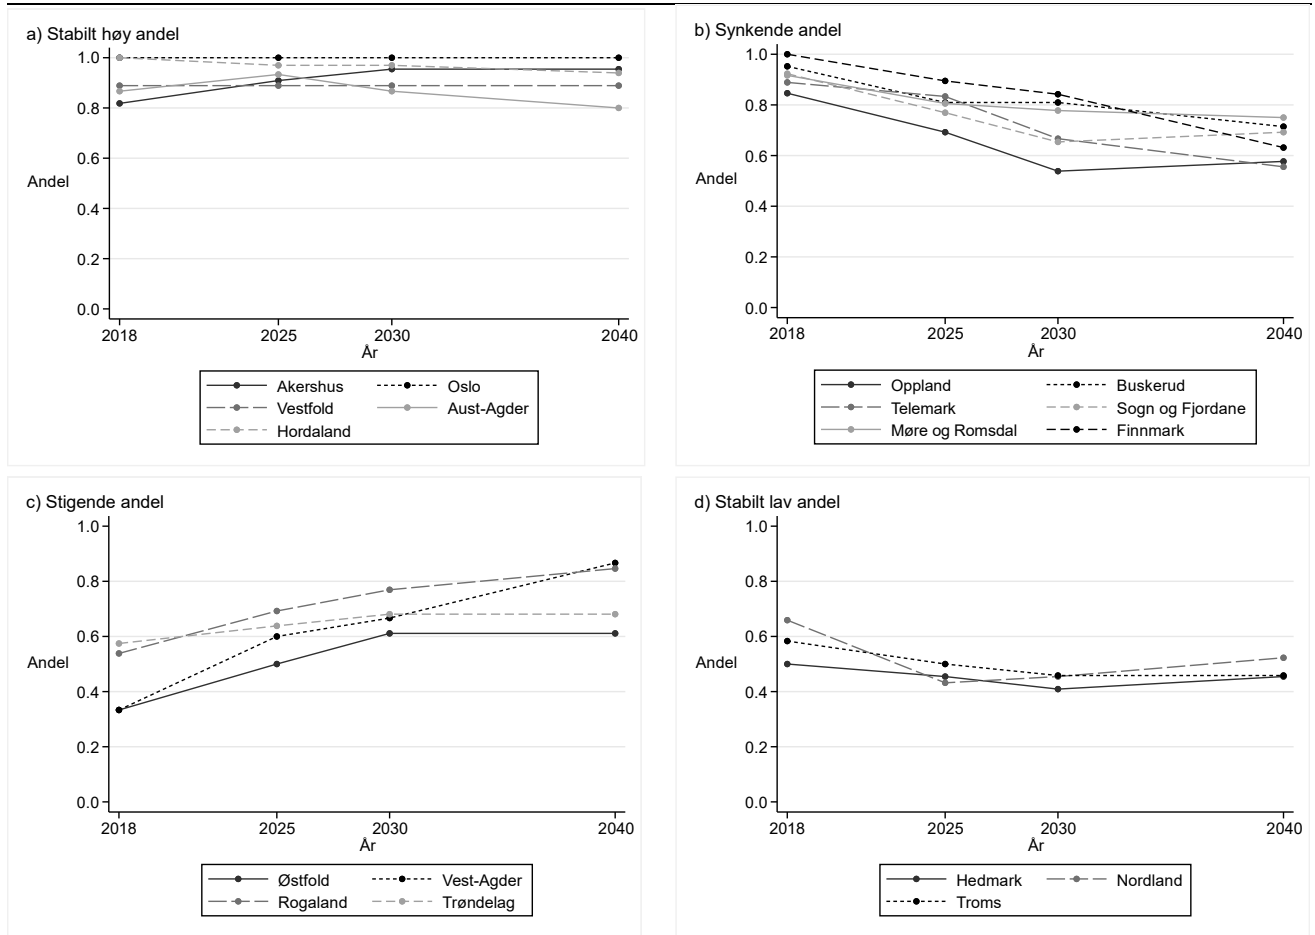 a) Stabilt høy andel
1.0
0.8
0.6
Andel
0.4
0.2
0.0
2018 2025 2030 2040
År
Akershus Oslo
Vestfold Aust-Agder
Hordaland
b) Synkende andel
1.0
0.8
0.6
Andel
0.4
0.2
0.0
2018 2025 2030 2040
År
Oppland Buskerud
Telemark Sogn og Fjordane
Møre og Romsdal Finnmark
c) Stigende andel
1.0
0.8
0.6
Andel
0.4
0.2
0.0
2018 2025 2030 2040
År
Østfold Vest-Agder
Rogaland Trøndelag
d) Stabilt lav andel
1.0
0.8
0.6
Andel
0.4
0.2
0.0
2018 2025 2030 2040
År
Hedmark Nordland
Troms